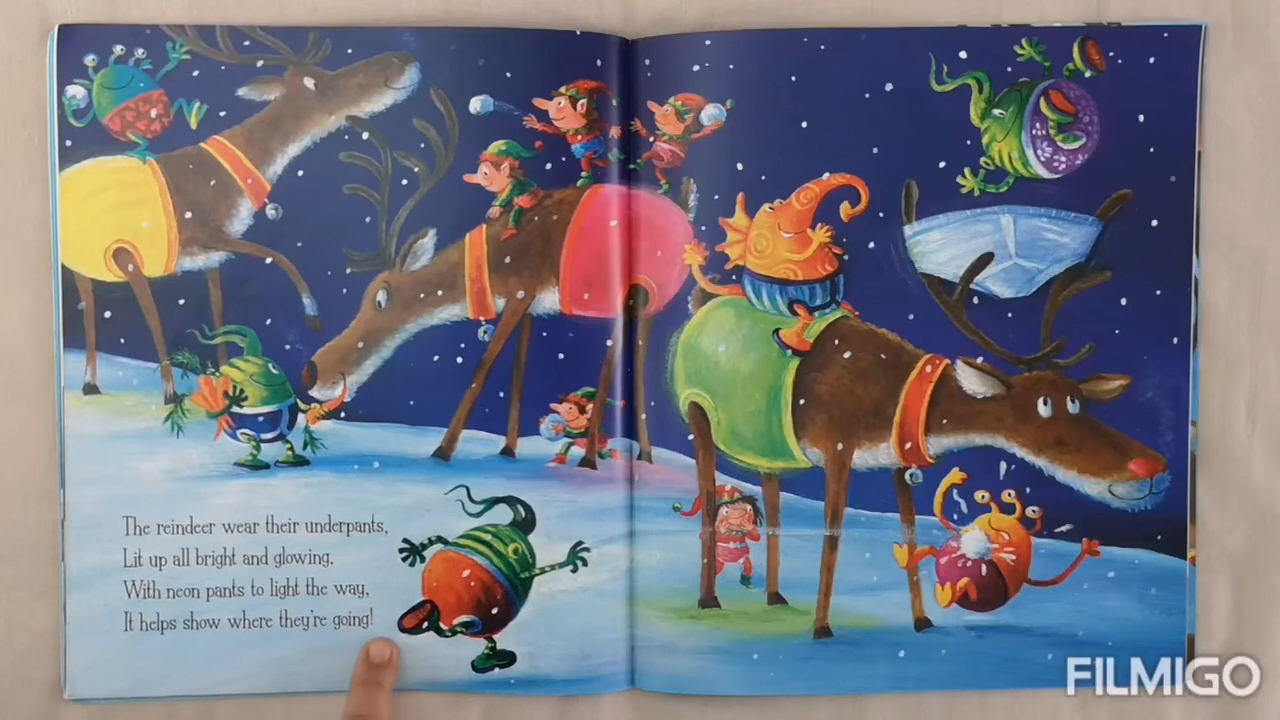 The reindeer wear their underpants,
Lit up all bright and glowing,
With neon pants to light the way,
It helps show where they're going!
FILMIGO